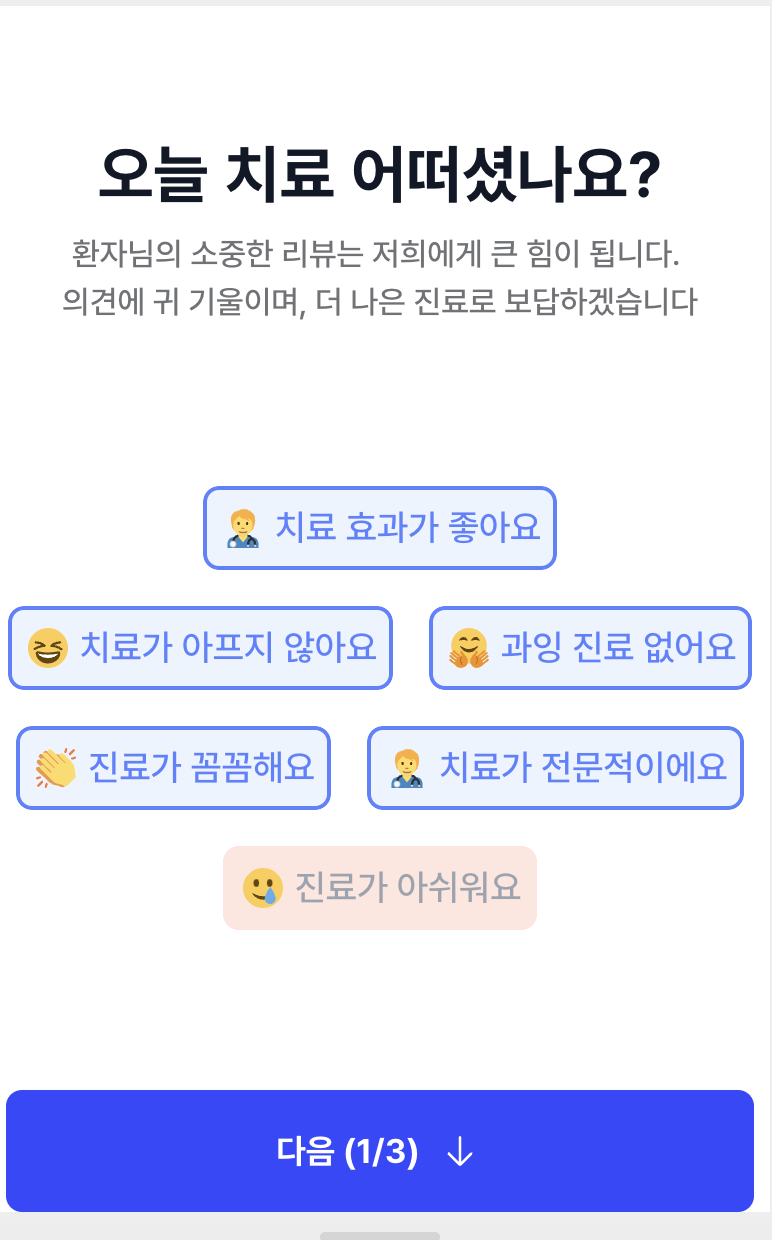 오늘 치료 어떠셨나요?
환자님의 소중한 리뷰는 저희에게 큰 힘이 됩니다.
의견에 귀 기울이며, 더 나은 진료로 보답하겠습니다
치료 효과가 좋아요
치료가 아프지 않아요
과잉 진료 없어요
진료가 꼼꼼해요
치료가 전문적이에요
진료가 아쉬워요
다음 (1/3) ↓